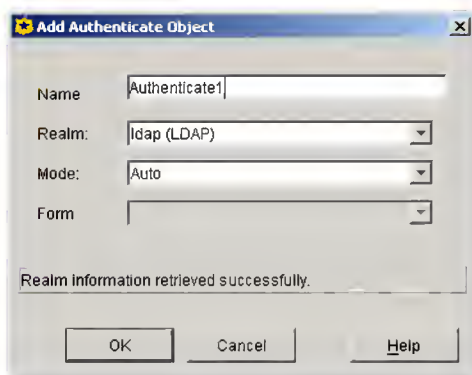 Add Authenticate Object
Name Authenticate1
Realm: ldap (LDAP)
Mode: Auto
Form
Realm information retrieved successfully.
OK Cancel Help